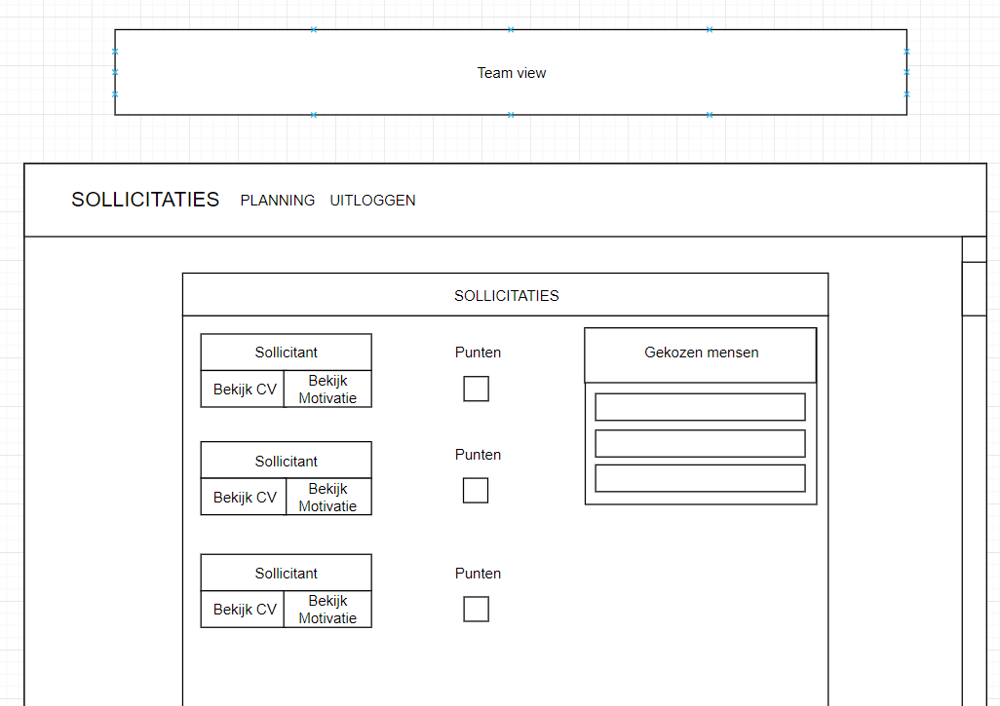 Team view
SOLLICITATIES PLANNING UITLOGGEN
SOLLICITATIES
Sollicitant
Bekijk CV
Bekijk
Motivatie
Punten
Gekozen mensen
Sollicitant
Bekijk CV
Bekijk
Motivatie
Punten
Sollicitant
Bekijk CV
Bekijk
Motivatie
Punten